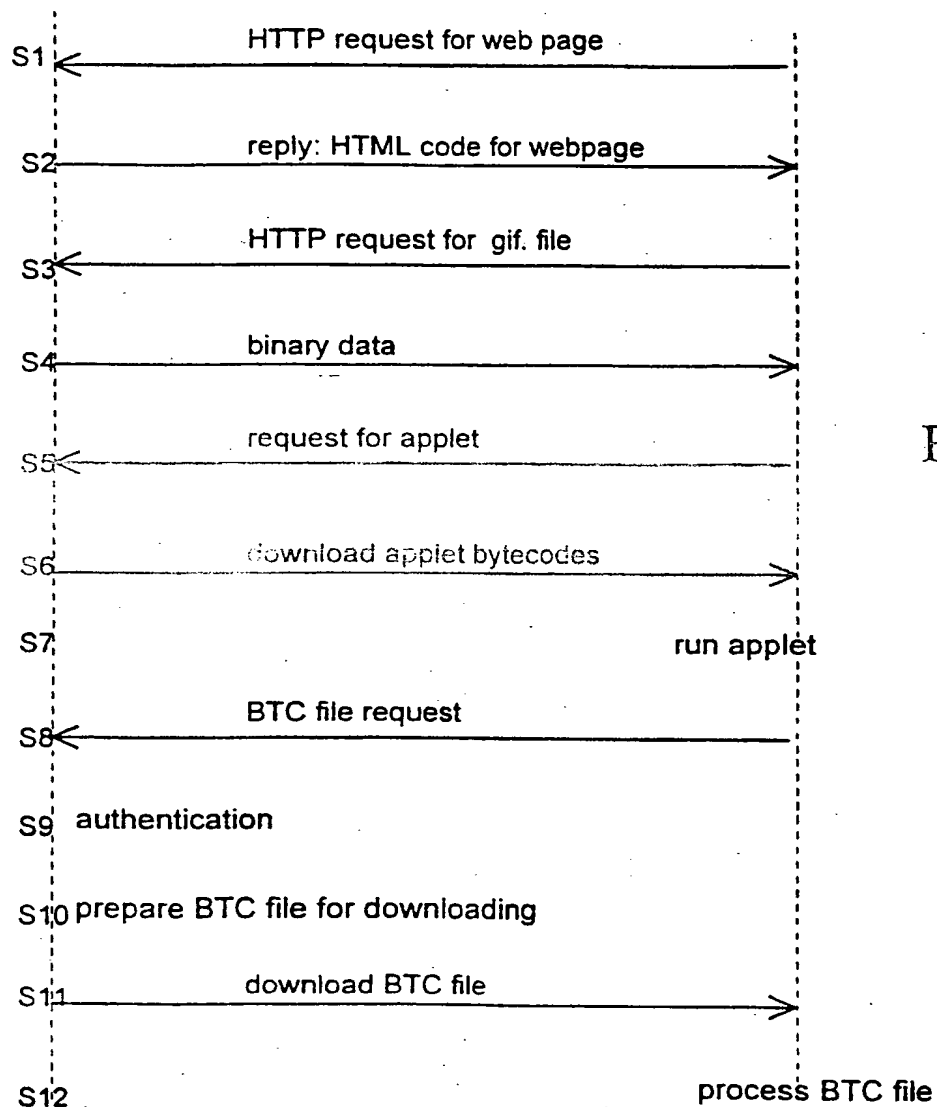 HTTP request for web page
S1
reply: HTML code for webpage
S2
HTTP request for gif. file
S3
binary data
S4
request for applet
S5
download applet bytecodes
S6
S7 run applet
BTC file request
S8
S9 authentication
S10 prepare BTC file for downloading
download BTC file
S11
S12 process BTC file